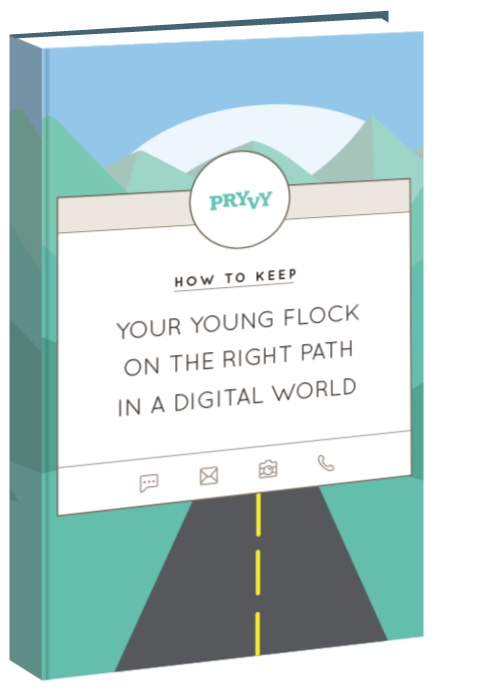 PRYVY
HOW TO KEEP
YOUR YOUNG FLOCK
ON THE RIGHT PATH
IN A DIGITAL WORLD